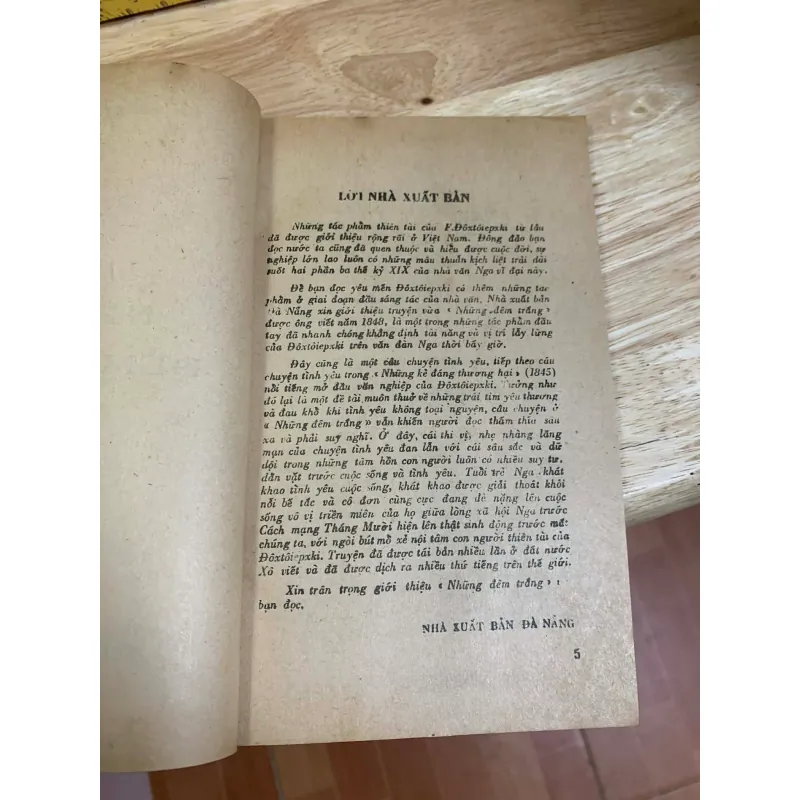 LỜI NHÀ XUẤT BẢN
Những tác phẩm thiên tài của F.Đôxtôiepxki từ lâu
đã được giới thiệu rộng rãi ở Việt Nam. Đông đảo bạn
đọc nước ta cũng đã quen thuộc và hiểu được cuộc đời, sự
nghiệp lớn lao luôn có những mâu thuẫn kịch liệt trải dài
suốt hai phần ba thế kỷ XIX của nhà văn Nga vĩ đại này.
Để bạn đọc yêu mến Đôxtôiepxki có thêm những tác
phẩm ở giai đoạn đầu sáng tác của nhà văn, Nhà xuất bản
Đà Nẵng xin giới thiệu truyện vừa « Những đêm trắng »
được ông viết năm 1848, là một trong những tác phẩm đầu
tay đã nhanh chóng khẳng định tài năng và vị trí lẫy lừng
của Đôxtôiepxki trên văn đàn Nga thời bấy giờ.
Đây cũng là một câu chuyện tình yêu, tiếp theo câu
chuyện tình yêu trong « Những kẻ đáng thương hại » (1845)
nổi tiếng mở đầu văn nghiệp của Đôxtôiepxki. Tưởng như
đó lại là một đề tài muôn thuở về những trái tim yêu thương
và đau khổ khi tình yêu không toại nguyện, câu chuyện ở
« Những đêm trắng » vẫn khiến người đọc thấm thía sâu
xa và phải suy nghĩ. Ở đây, cái thi vị, nhẹ nhàng lãng
mạn của chuyện tình yêu đan lẫn với cái sâu sắc và dữ
dội trong những tâm hồn con người luôn có nhiều suy tư,
dằn vặt trước cuộc sống và tình yêu. Tuổi trẻ Nga khát
khao tình yêu cuộc sống, khát khao được giải thoát khỏi
nỗi bế tắc và cô đơn cùng cực đang đè nặng lên cuộc
sống vô vị triền miên của họ giữa lòng xã hội Nga trước
Cách mạng Tháng Mười hiện lên thật sinh động trước mắt
chúng ta, với ngòi bút mổ xẻ nội tâm con người thiên tài của
Đôxtôiepxki. Truyện đã được tái bản nhiều lần ở đất nước
Xô viết và đã được dịch ra nhiều thứ tiếng trên thế giới.
Xin trân trọng giới thiệu « Những đêm trắng »
bạn đọc.
NHÀ XUẤT BẢN ĐÀ NẴNG
5